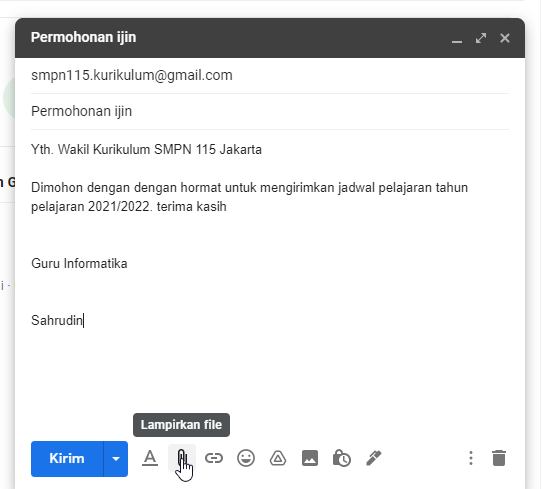 Permohonan ijin
smpn115.kurikulum@gmail.com
Permohonan ijin
Yth. Wakil Kurikulum SMPN 115 Jakarta
Dimohon dengan dengan hormat untuk mengirimkan jadwal pelajaran tahun
pelajaran 2021/2022. terima kasih
Guru Informatika
Sahrudin
Lampirkan file
Kirim